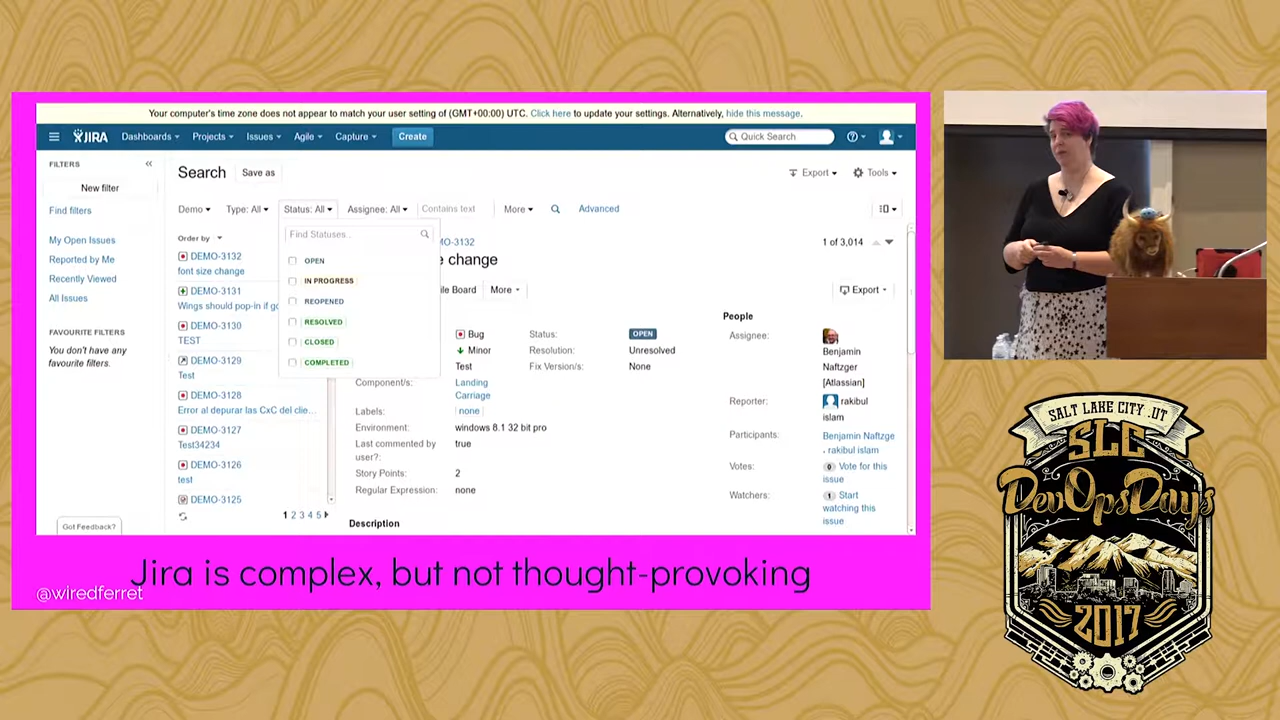 Your computer's time zone does not appear to match your user setting of (GMT+00:00) UTC. Click here to update your settings. Alternatively, hide this message.
JIRA Dashboards Projects Issues Agile Capture Create Quick Search
FILTERS
New filter
Find filters
My Open Issues
Reported by Me
Recently Viewed
All Issues
FAVOURITE FILTERS
You don't have any
favourite filters.
Got Feedback?
Search Save as
Export Tools
Demo Type: All Status: All Assignee: All Contains text More Advanced
Order by
DEMO-3132
font size change
DEMO-3131
Wings should pop-in if go
DEMO-3130
TEST
DEMO-3129
Test
DEMO-3128
Error al depurar las CxC del clie...
DEMO-3127
Test34234
DEMO-3126
test
DEMO-3125
1 2 3 4 5
Find Statuses...
OPEN
IN PROGRESS
REOPENED
RESOLVED
CLOSED
COMPLETED
MO-3132
1 of 3,014
e change
ile Board More
Export
Bug
Minor
Test
Component/s: Landing
Carriage
Labels: none
Environment: windows 8.1 32 bit pro
Last commented by true
user?:
Story Points: 2
Regular Expression: none
Description
Status: OPEN
Resolution: Unresolved
Fix Version/s: None
People
Assignee:
Benjamin
Naftzger
[Atlassian]
Reporter: rakibul
islam
Participants: Benjamin Naftzge
, rakibul islam
Votes: 0 Vote for this
issue
Watchers: 1 Start
watching this
issue
Jira is complex, but not thought-provoking
@wiredferret
SALT LAKE CITY .UT
SLC
DevOpsDays
2017